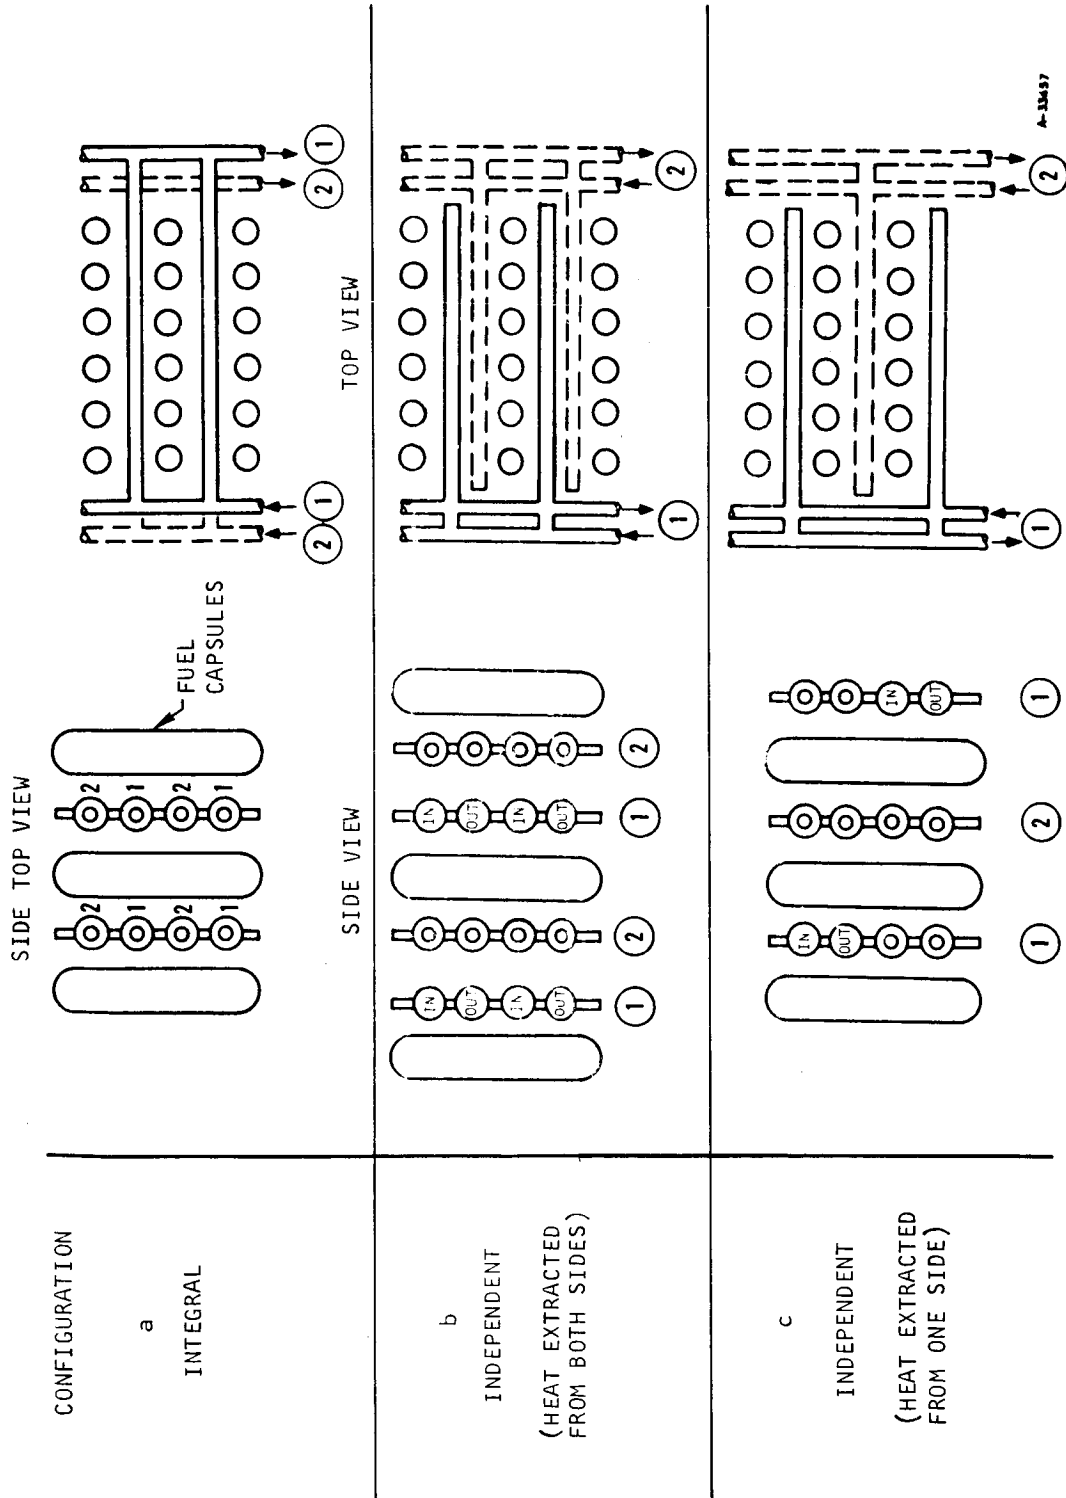 CONFIGURATION
SIDE TOP VIEW
a
INTEGRAL
2
1
2
1
2
1
2
1
FUEL
CAPSULES
2
1
2
1
SIDE VIEW
TOP VIEW
b
INDEPENDENT
(HEAT EXTRACTED
FROM BOTH SIDES)
IN
OUT
IN
OUT
1
2
IN
OUT
IN
OUT
1
2
1
2
c
INDEPENDENT
(HEAT EXTRACTED
FROM ONE SIDE)
IN
OUT
1
2
IN
OUT
1
1
2
A-33457